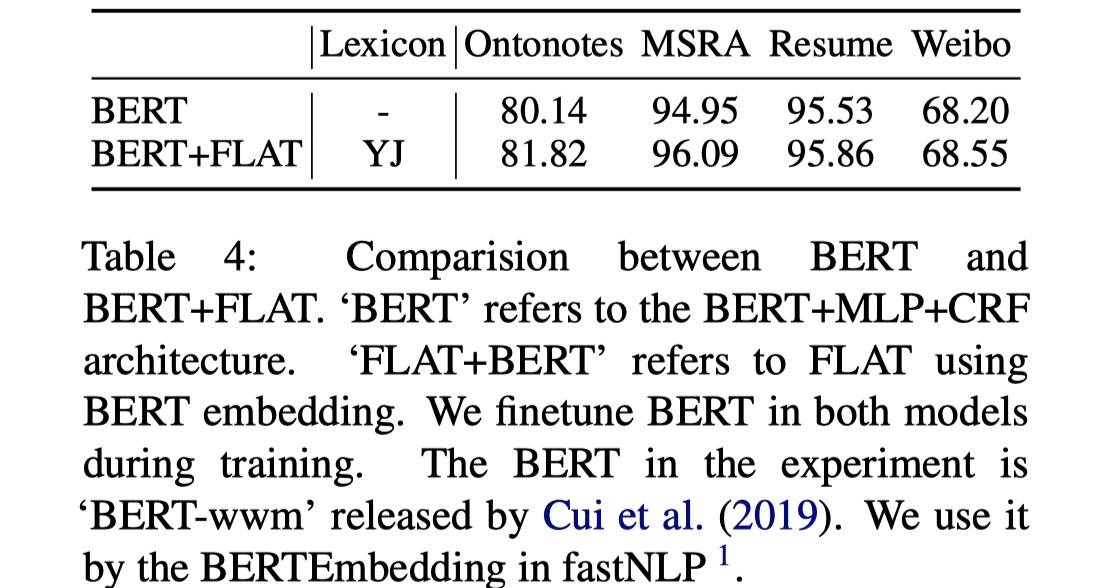 Lexicon Ontonotes MSRA Resume Weibo
BERT - 80.14 94.95 95.53 68.20
BERT+FLAT YJ 81.82 96.09 95.86 68.55
Table 4: Comparision between BERT and
BERT+FLAT. ‘BERT’ refers to the BERT+MLP+CRF
architecture. ‘FLAT+BERT’ refers to FLAT using
BERT embedding. We finetune BERT in both models
during training. The BERT in the experiment is
‘BERT-wwm’ released by Cui et al. (2019). We use it
by the BERTEmbedding in fastNLP 1.